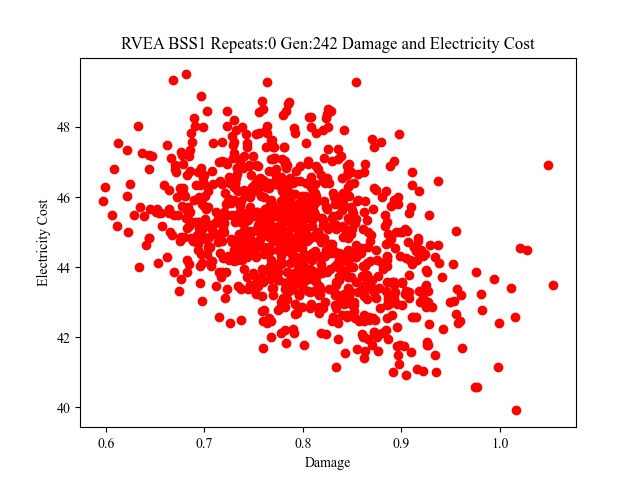 RVEA BSS1 Repeats:0 Gen:242 Damage and Electricity Cost
48
46
44
42
40
Electricity Cost
0.6 0.7 0.8 0.9 1.0
Damage